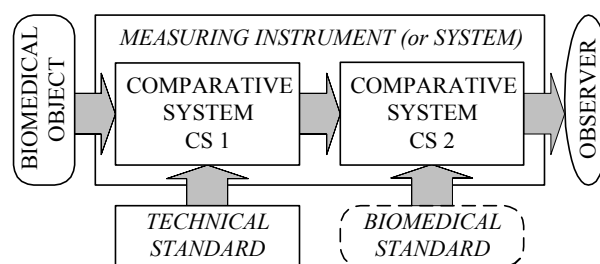 MEASURING INSTRUMENT (or SYSTEM)
BIOMEDICAL
OBJECT
COMPARATIVE
SYSTEM
CS 1
COMPARATIVE
SYSTEM
CS 2
OBSERVER
TECHNICAL
STANDARD
BIOMEDICAL
STANDARD